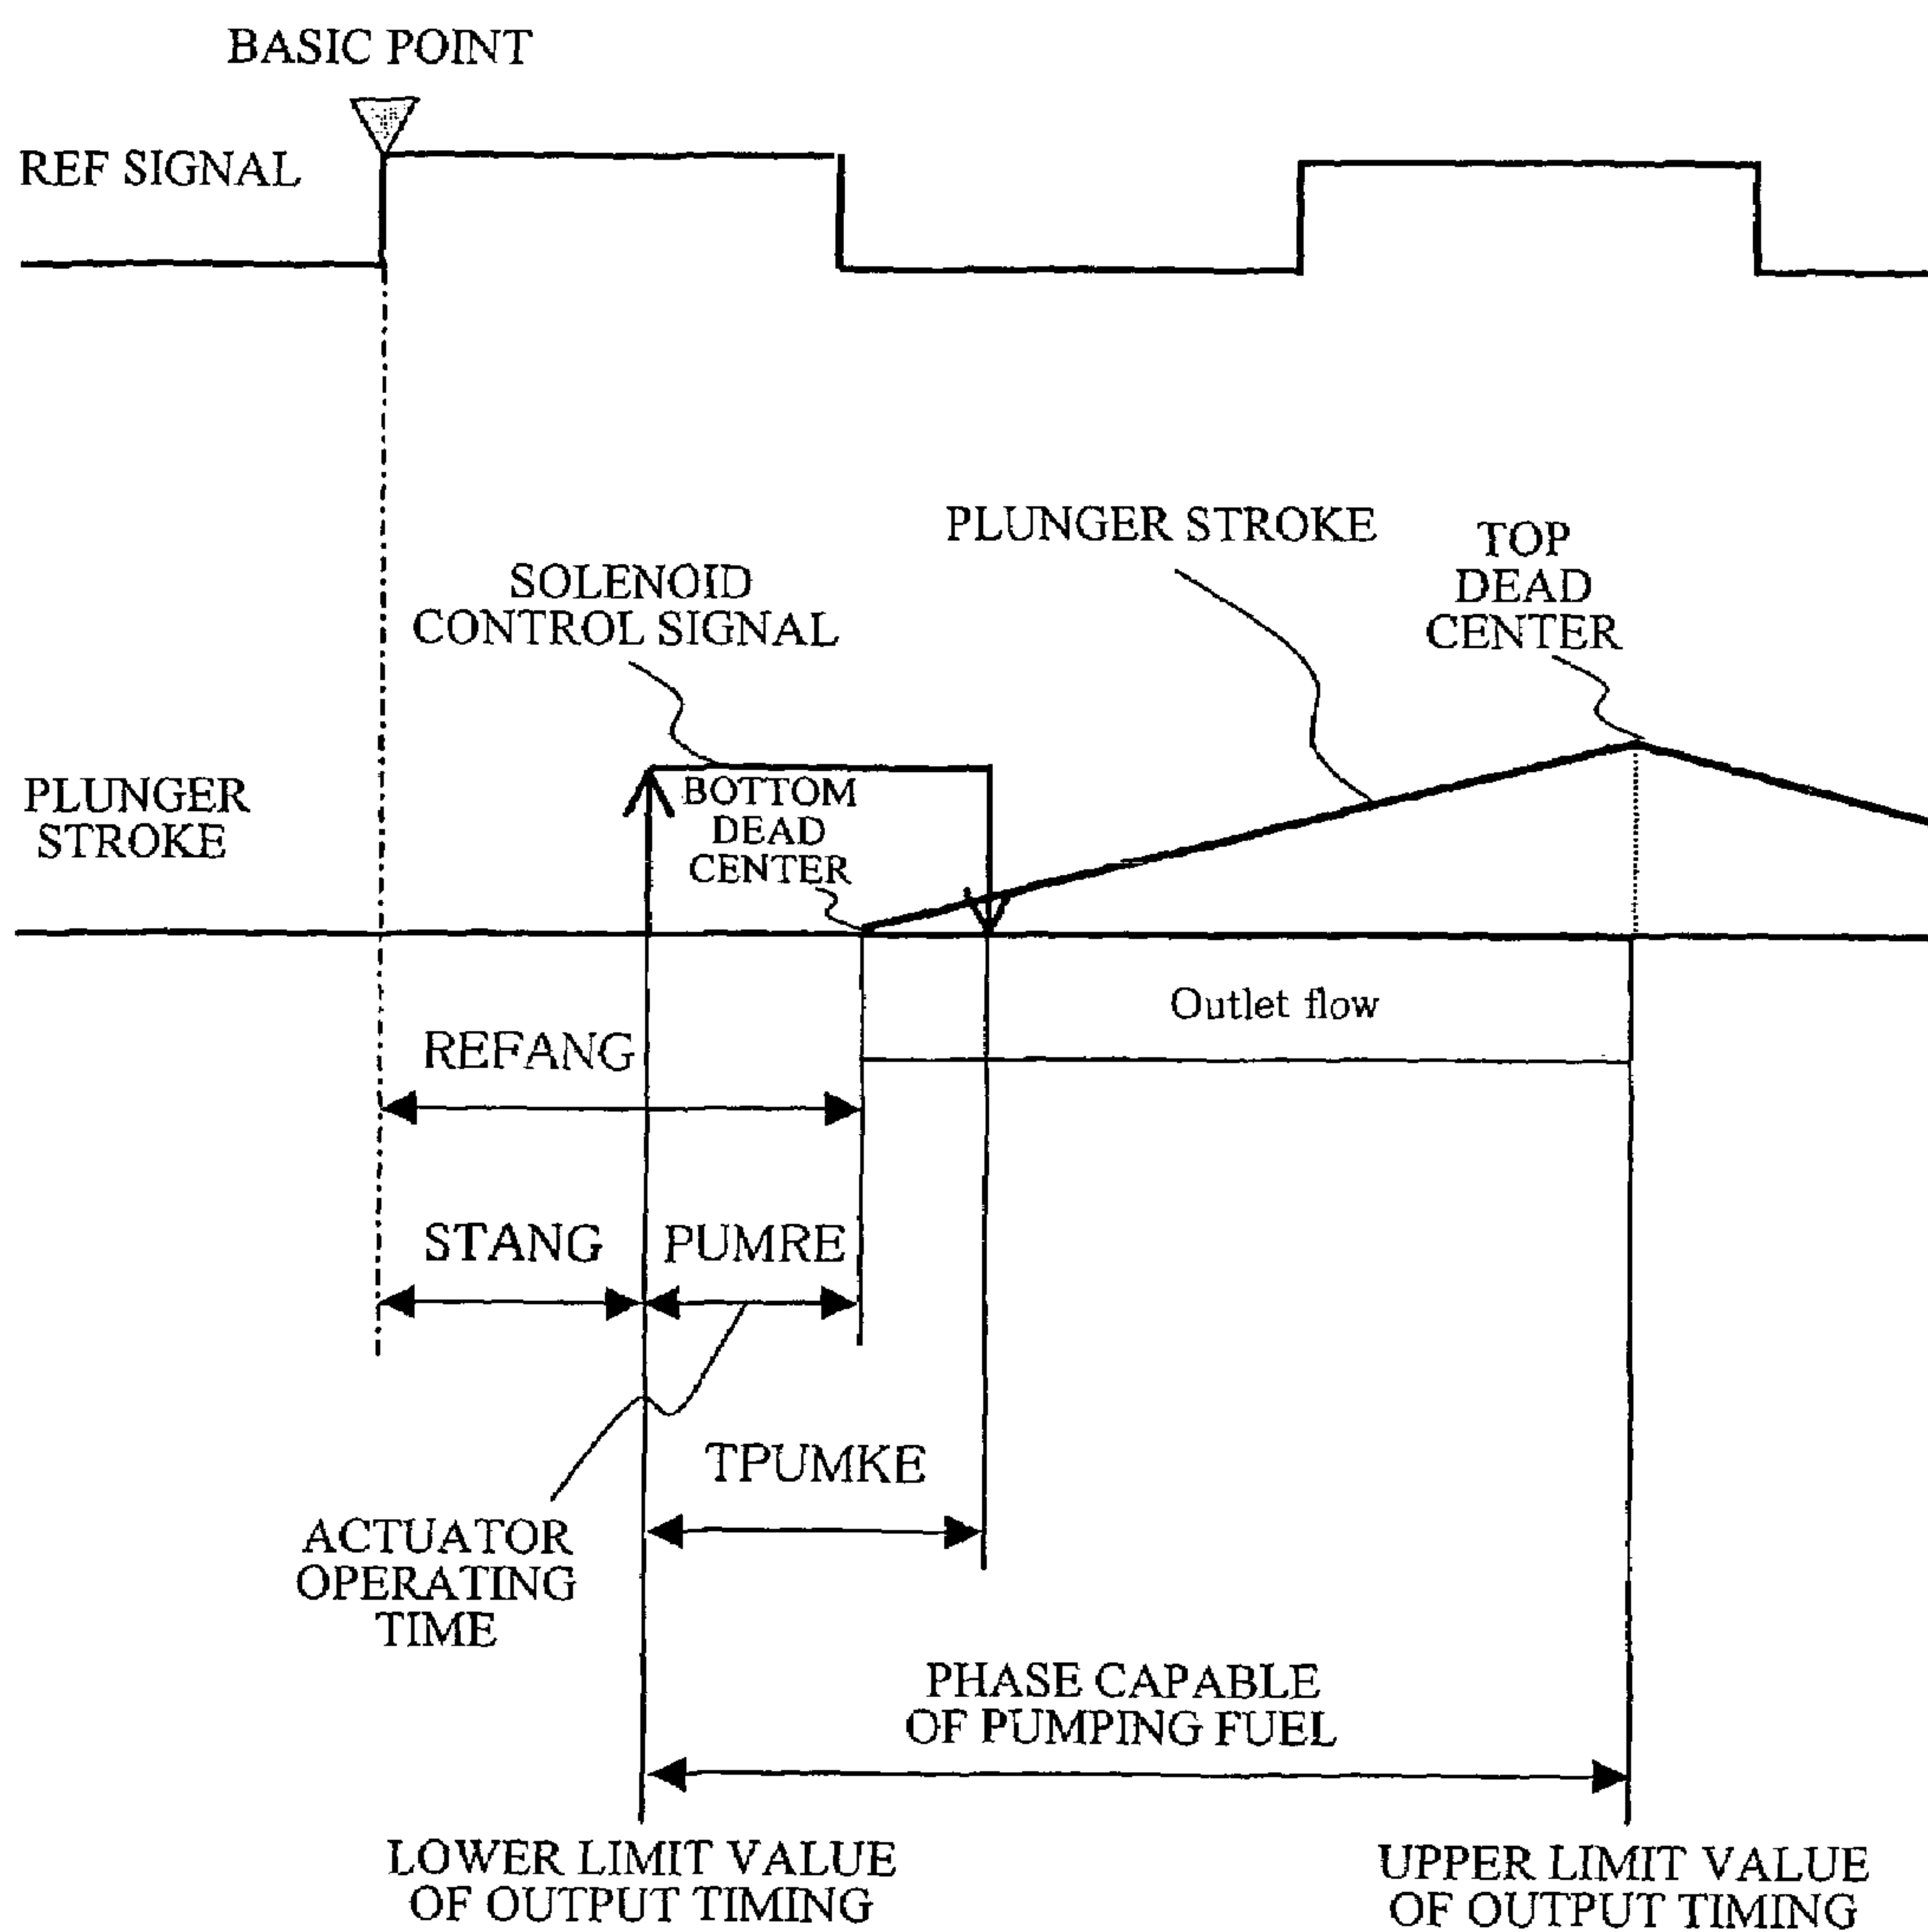 BASIC POINT
REF SIGNAL
PLUNGER STROKE
TOP
DEAD
CENTER
SOLENOID
CONTROL SIGNAL
PLUNGER
STROKE
BOTTOM
DEAD
CENTER
Outlet flow
REFANG
STANG
PUMRE
TPUMKE
ACTUATOR
OPERATING
TIME
PHASE CAPABLE
OF PUMPING FUEL
LOWER LIMIT VALUE
OF OUTPUT TIMING
UPPER LIMIT VALUE
OF OUTPUT TIMING